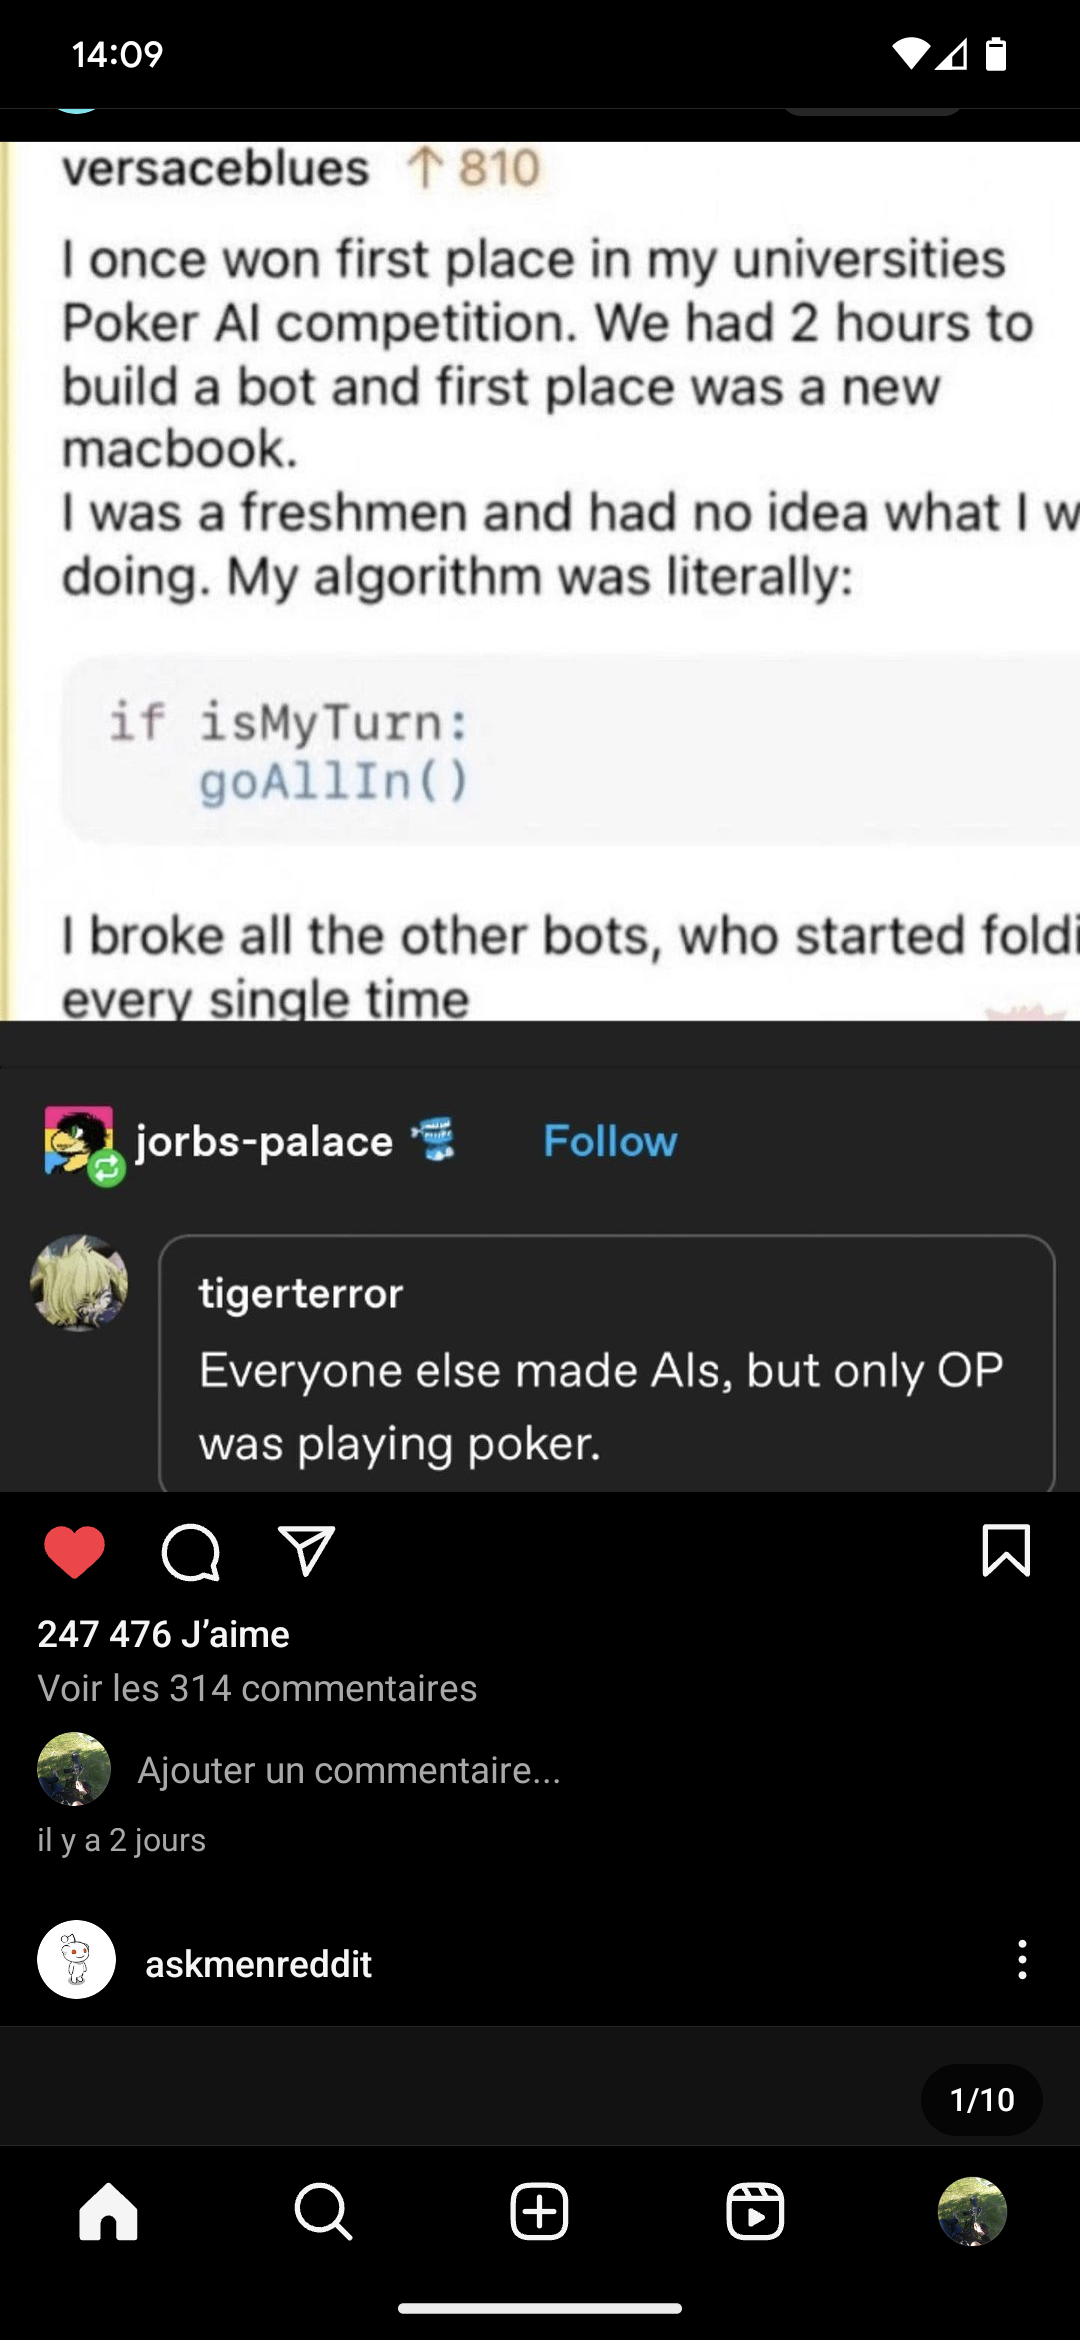 14:09
versaceblues ↑ 810
I once won first place in my universities
Poker AI competition. We had 2 hours to
build a bot and first place was a new
macbook.
I was a freshmen and had no idea what I w
doing. My algorithm was literally:
if isMyTurn:
goAllIn()
I broke all the other bots, who started foldi
every single time
jorbs-palace Follow
tigerterror
Everyone else made AIs, but only OP
was playing poker.
247 476 J’aime
Voir les 314 commentaires
Ajouter un commentaire...
il y a 2 jours
askmenreddit
1/10